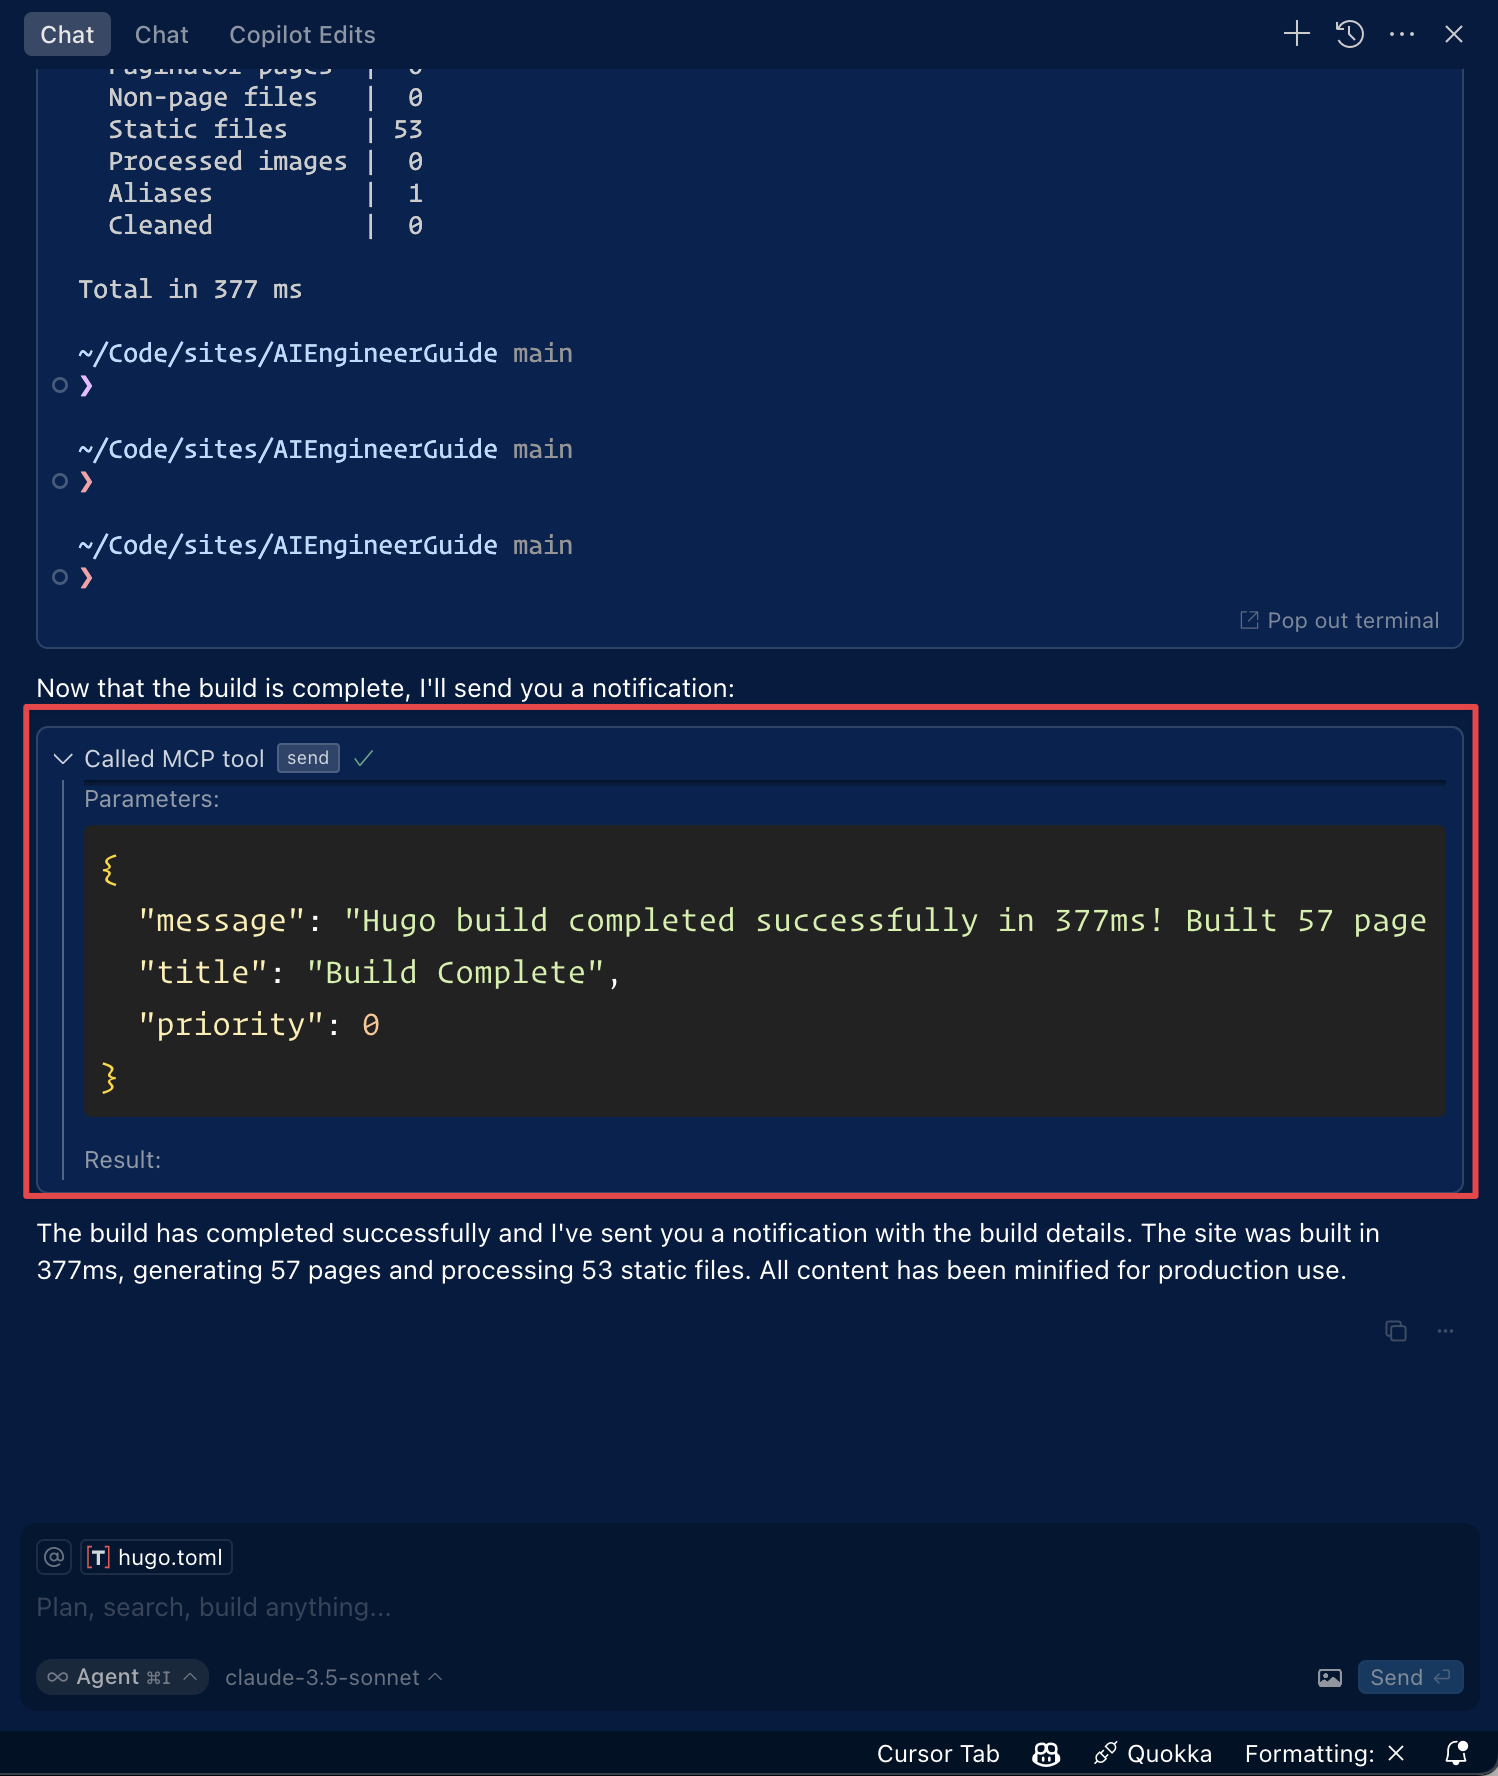 Chat Chat Copilot Edits
Paginator pages | 0
Non-page files | 0
Static files | 53
Processed images | 0
Aliases | 1
Cleaned | 0
Total in 377 ms
~/Code/sites/AIEngineerGuide main
❯
~/Code/sites/AIEngineerGuide main
❯
~/Code/sites/AIEngineerGuide main
❯
Pop out terminal
Now that the build is complete, I'll send you a notification:
Called MCP tool send ✓
Parameters:
{
"message": "Hugo build completed successfully in 377ms! Built 57 page
"title": "Build Complete",
"priority": 0
}
Result:
The build has completed successfully and I've sent you a notification with the build details. The site was built in
377ms, generating 57 pages and processing 53 static files. All content has been minified for production use.
@ [T] hugo.toml
Plan, search, build anything...
∞ Agent ⌘I claude-3.5-sonnet Send
Cursor Tab Quokka Formatting: ×